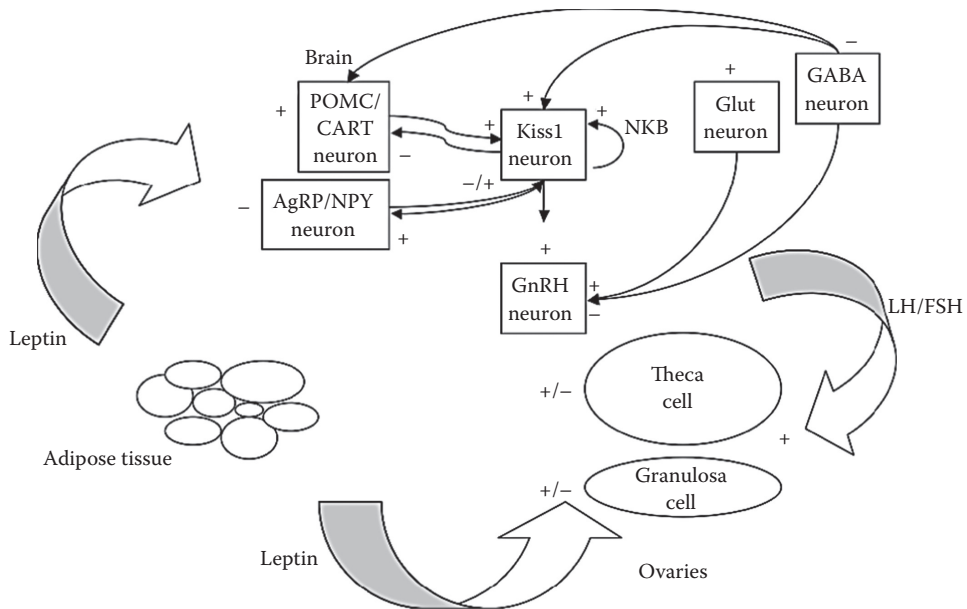 Brain
−
+
GABA
neuron
+
POMC/
CART
neuron
+
Glut
neuron
+
+
+
Kiss1
neuron
NKB
−
−/+
−
AgRP/NPY
neuron
+
+
GnRH
neuron
+
−
LH/FSH
Leptin
Theca
cell
+/−
+
Adipose tissue
Granulosa
cell
+/−
Leptin
Ovaries